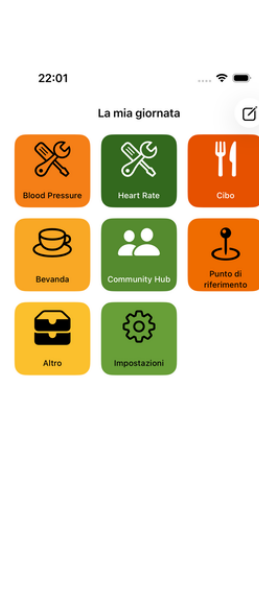 22:01
La mia giornata
Blood Pressure
Heart Rate
Cibo
Bevanda
Community Hub
Punto di
riferimento
Altro
Impostazioni